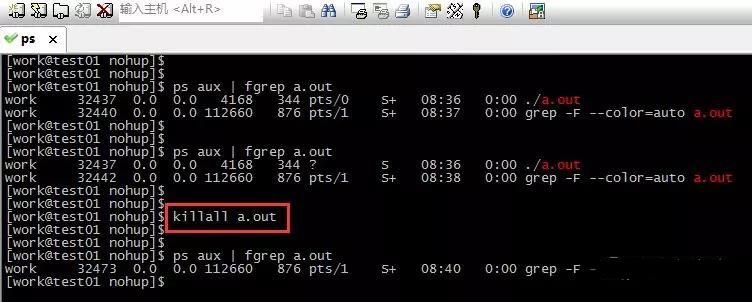 输入主机 <Alt+R>
ps
[work@test01 nohup]$
[work@test01 nohup]$
[work@test01 nohup]$ ps aux | fgrep a.out
work 32437 0.0 0.0 4168 344 pts/0 S+ 08:36 0:00 ./a.out
work 32440 0.0 0.0 112660 876 pts/1 S+ 08:37 0:00 grep -F --color=auto a.out
[work@test01 nohup]$
[work@test01 nohup]$
[work@test01 nohup]$ ps aux | fgrep a.out
work 32437 0.0 0.0 4168 344 ? S 08:36 0:00 ./a.out
work 32442 0.0 0.0 112660 876 pts/1 S+ 08:38 0:00 grep -F --color=auto a.out
[work@test01 nohup]$
[work@test01 nohup]$
[work@test01 nohup]$ killall a.out
[work@test01 nohup]$
[work@test01 nohup]$
[work@test01 nohup]$ ps aux | fgrep a.out
work 32473 0.0 0.0 112660 876 pts/1 S+ 08:40 0:00 grep -F -
[work@test01 nohup]$